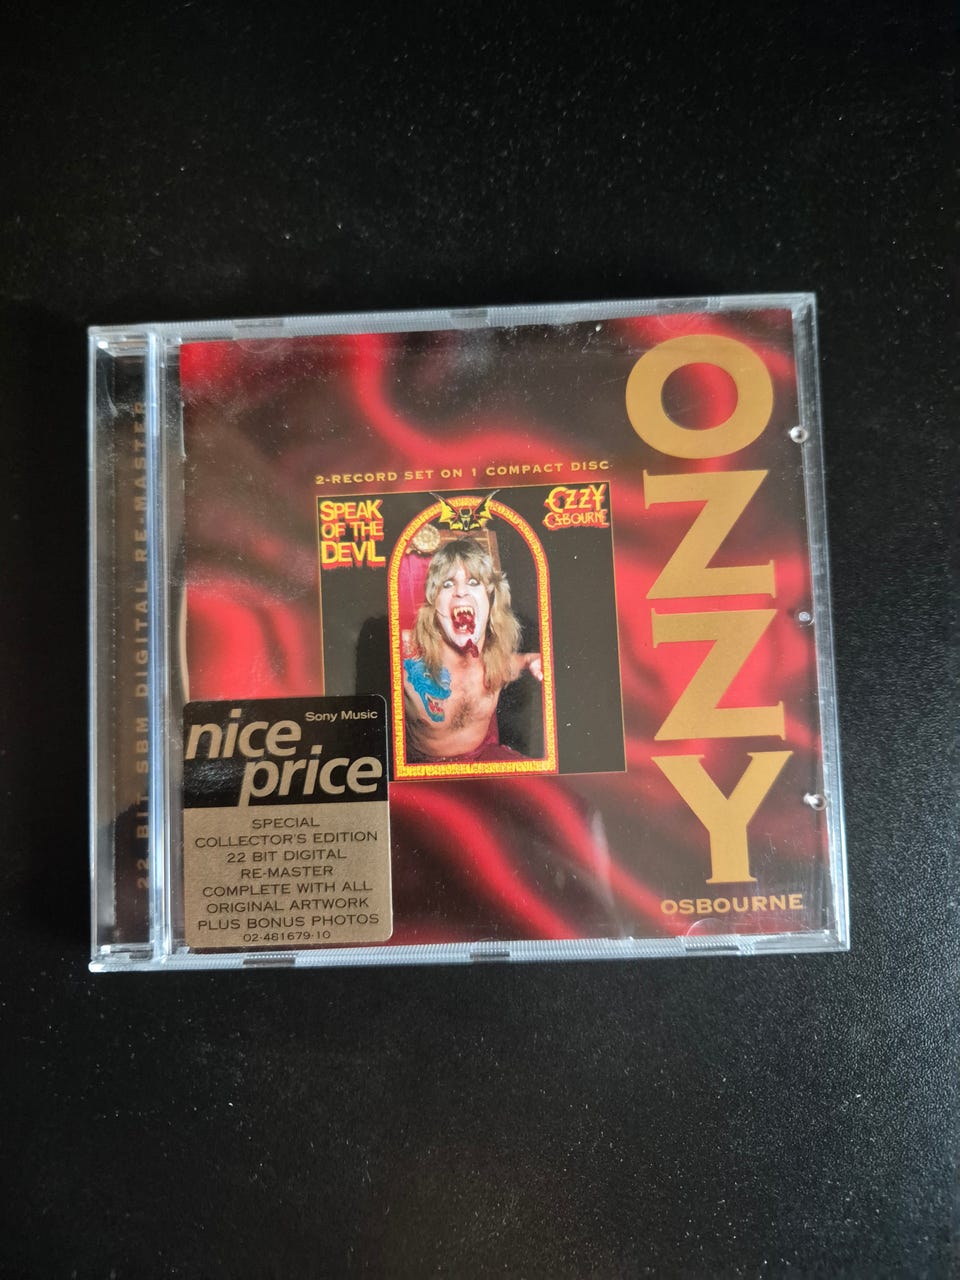 22 BIT SBM DIGITAL RE-MASTER
OZZY
OSBOURNE
2-RECORD SET ON 1 COMPACT DISC
SPEAK
OF THE
DEVIL
OZZY
OSBOURNE
Sony Music
nice
price
SPECIAL
COLLECTOR'S EDITION
22 BIT DIGITAL
RE-MASTER
COMPLETE WITH ALL
ORIGINAL ARTWORK
PLUS BONUS PHOTOS
02-481679-10